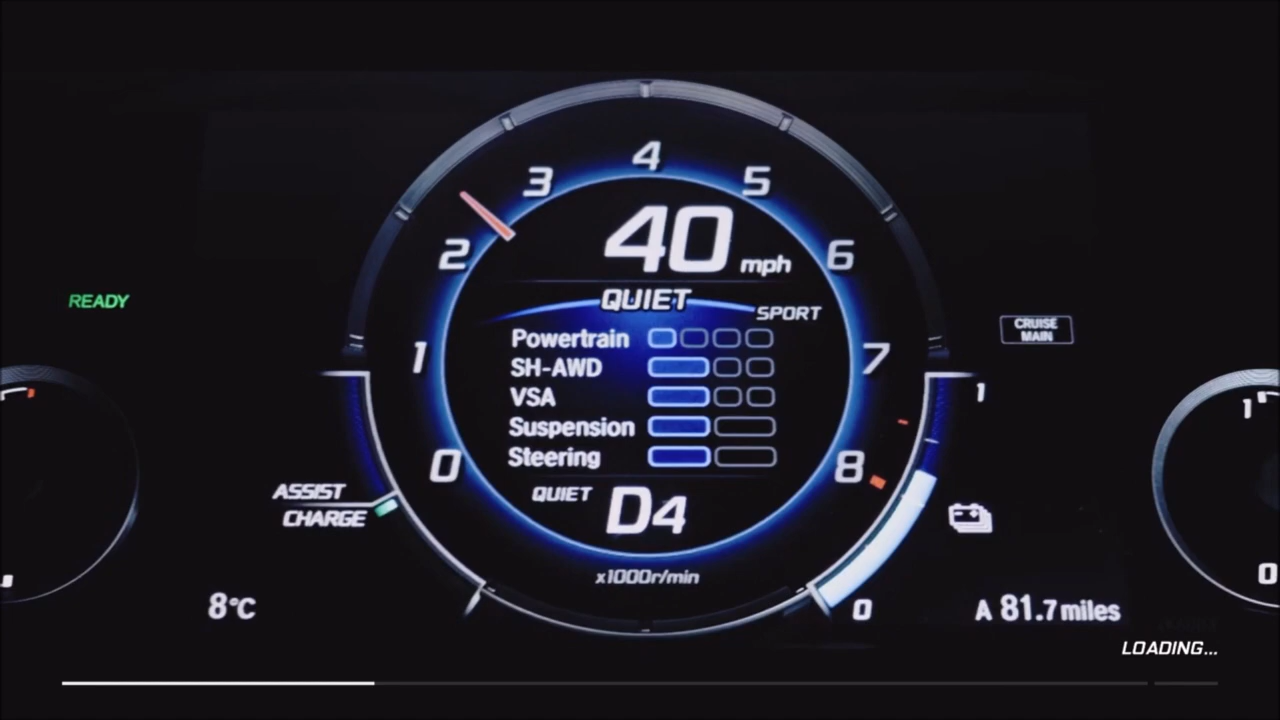 4
3
5
40 mph
2
6
QUIET
READY
SPORT
CRUISE
MAIN
Powertrain
SH-AWD
1
7
1
VSA
1
Suspension
Steering
0
8
ASSIST
QUIET
D4
CHARGE
0
x1000r/min
8°C
0
A 81.7 miles
LOADING...